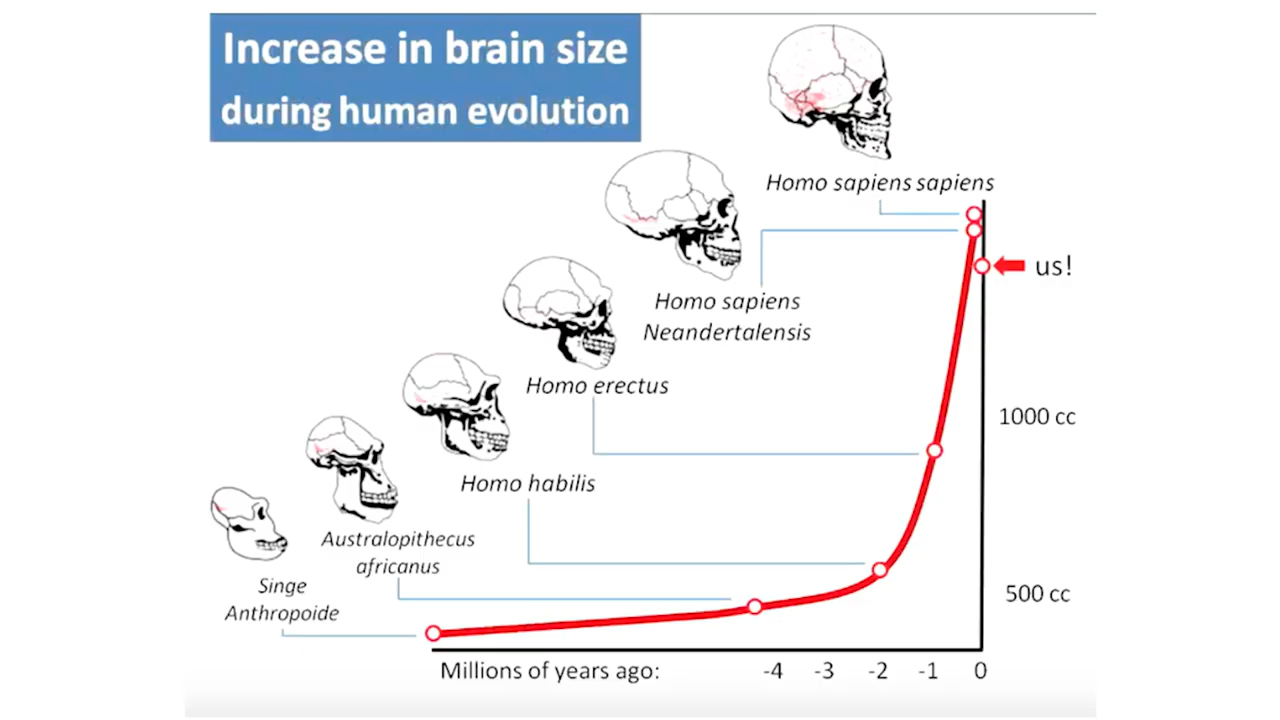 Increase in brain size
during human evolution
Homo sapiens sapiens
us!
Homo sapiens
Neandertalensis
Homo erectus
1000 cc
Homo habilis
Australopithecus
africanus
Singe
Anthropoide
500 cc
Millions of years ago: -4 -3 -2 -1 0